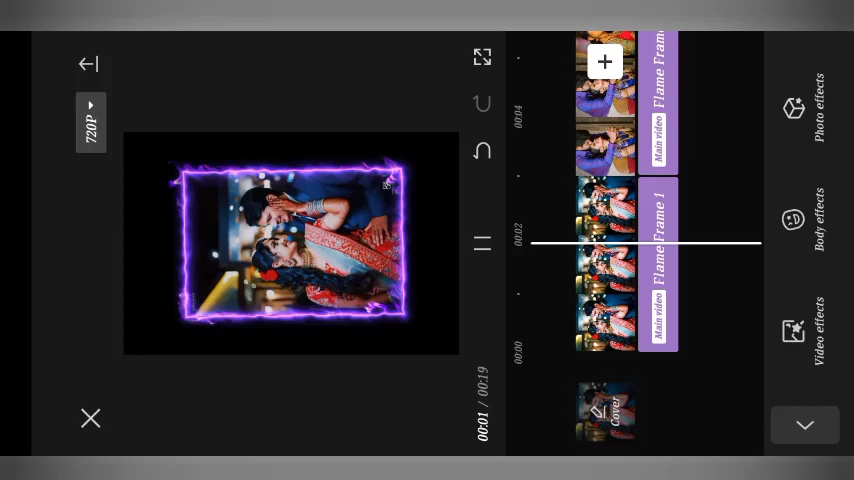 720P
00:01 / 00:19
00:00
00:02
00:04
Cover
Main video Flame Frame 1
Main video Flame Fram
Video effects
Body effects
Photo effects